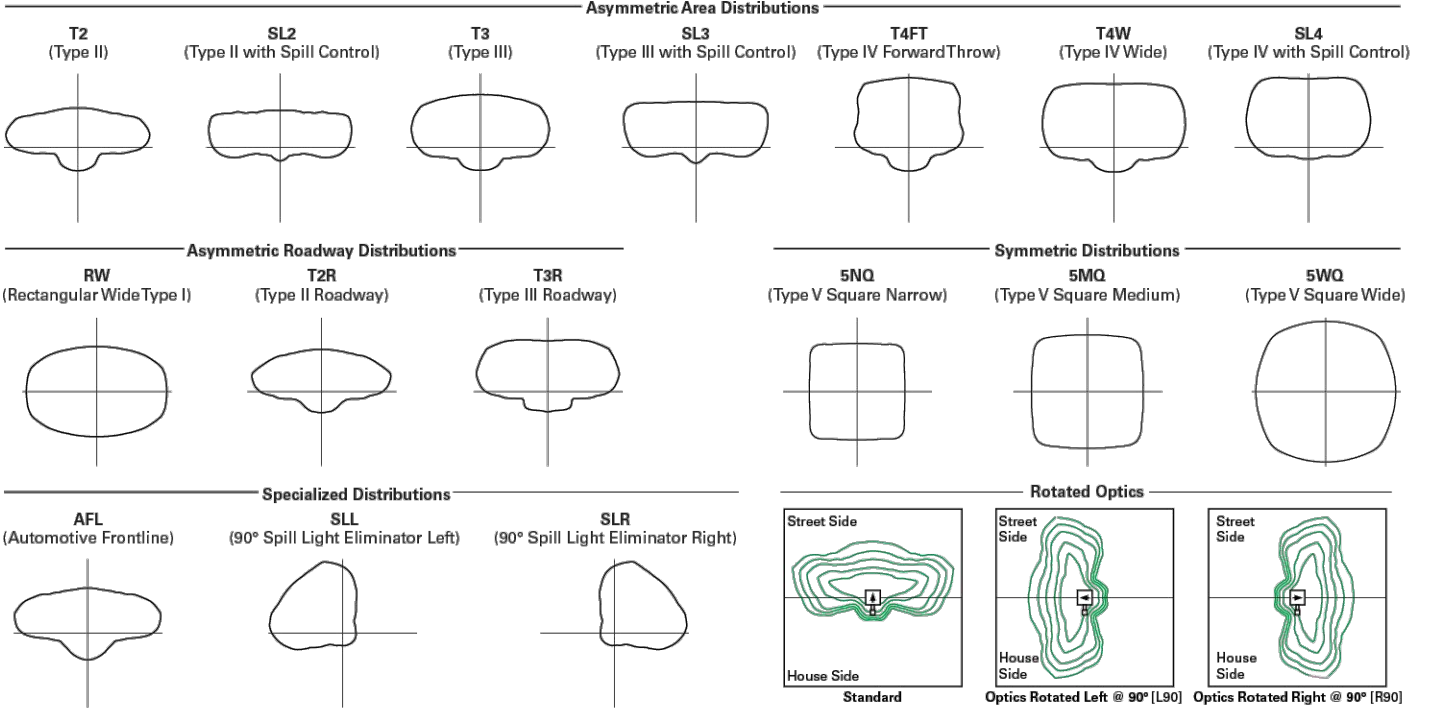 Asymmetric Area Distributions
T2
(Type II)
SL2
(Type II with Spill Control)
T3
(Type III)
SL3
(Type III with Spill Control)
T4FT
(Type IV Forward Throw)
T4W
(Type IV Wide)
SL4
(Type IV with Spill Control)
Asymmetric Roadway Distributions
RW
(Rectangular Wide Type I)
T2R
(Type II Roadway)
T3R
(Type III Roadway)
Symmetric Distributions
5NQ
(Type V Square Narrow)
5MQ
(Type V Square Medium)
5WQ
(Type V Square Wide)
Specialized Distributions
AFL
(Automotive Frontline)
SLL
(90° Spill Light Eliminator Left)
SLR
(90° Spill Light Eliminator Right)
Rotated Optics
Street Side
House Side
Standard
Street
Side
House
Side
Optics Rotated Left @ 90° [L90]
Street
Side
House
Side
Optics Rotated Right @ 90° [R90]